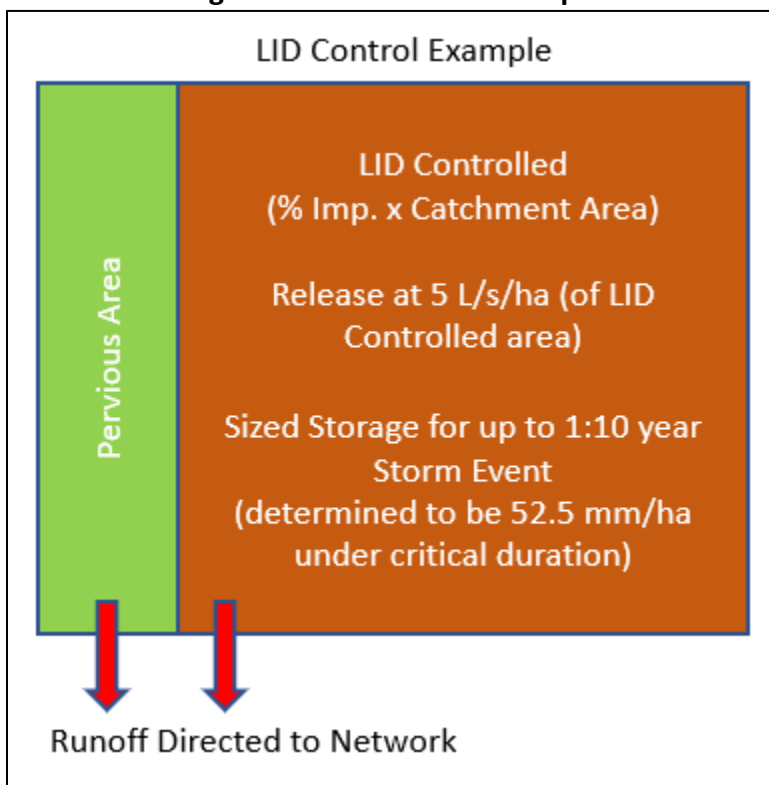 LID Control Example
Pervious Area
LID Controlled
(% Imp. x Catchment Area)
Release at 5 L/s/ha (of LID
Controlled area)
Sized Storage for up to 1:10 year
Storm Event
(determined to be 52.5 mm/ha
under critical duration)
Runoff Directed to Network